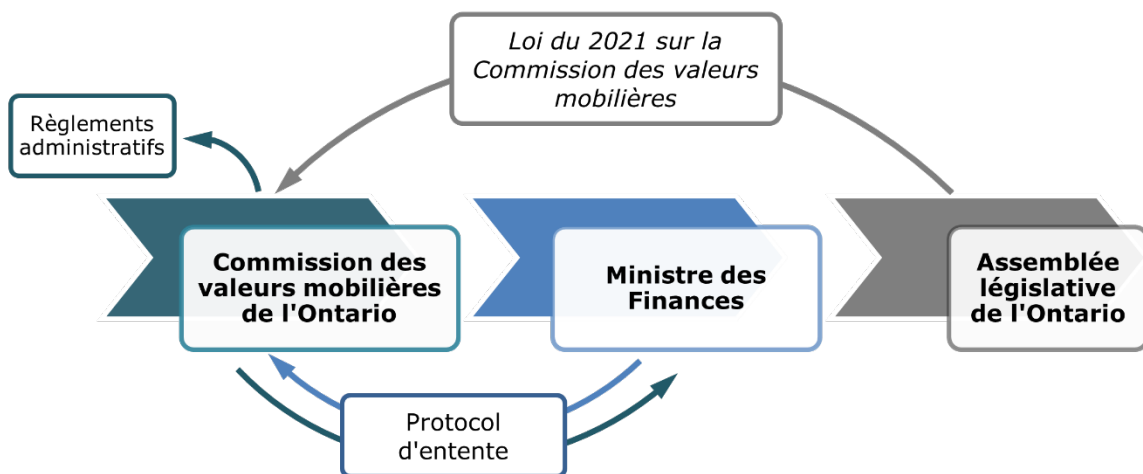 Loi du 2021 sur la
Commission des valeurs
mobilières
Règlements
administratifs
Commission des
valeurs mobilières
de l'Ontario
Ministre des
Finances
Assemblée
législative
de l'Ontario
Protocol
d'entente